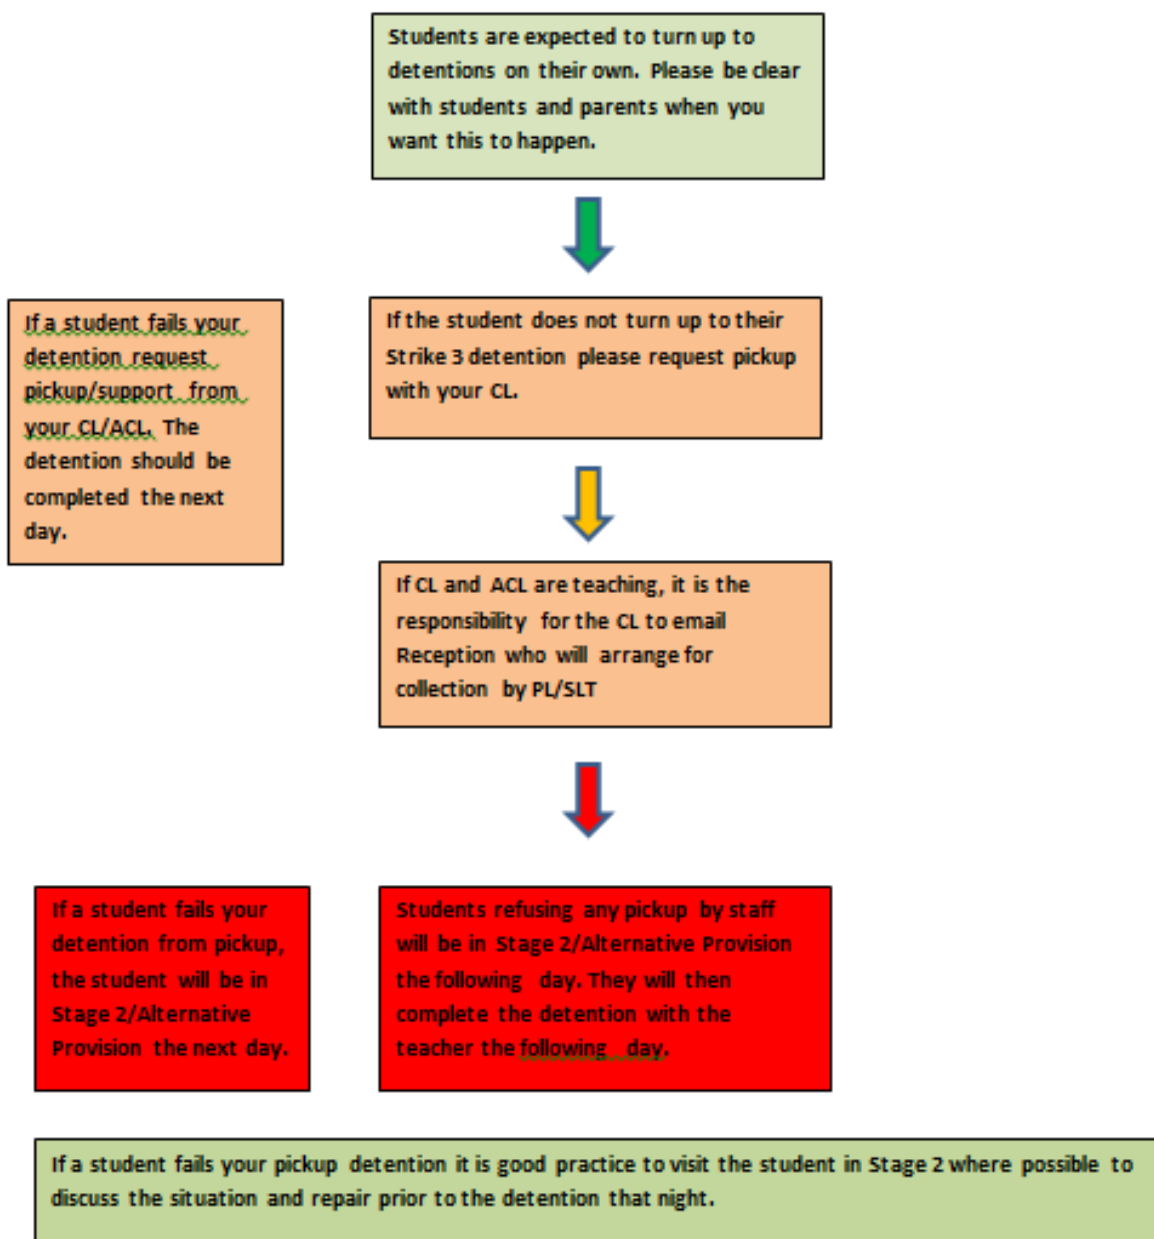 Students are expected to turn up to
detentions on their own. Please be clear
with students and parents when you
want this to happen.
If a student fails your
detention request
pickup/support from
your CL/ACL. The
detention should be
completed the next
day.
If the student does not turn up to their
Strike 3 detention please request pickup
with your CL.
If CL and ACL are teaching, it is the
responsibility for the CL to email
Reception who will arrange for
collection by PL/SLT
If a student fails your
detention from pickup,
the student will be in
Stage 2/Alternative
Provision the next day.
Students refusing any pickup by staff
will be in Stage 2/Alternative Provision
the following day. They will then
complete the detention with the
teacher the following day.
If a student fails your pickup detention it is good practice to visit the student in Stage 2 where possible to
discuss the situation and repair prior to the detention that night.